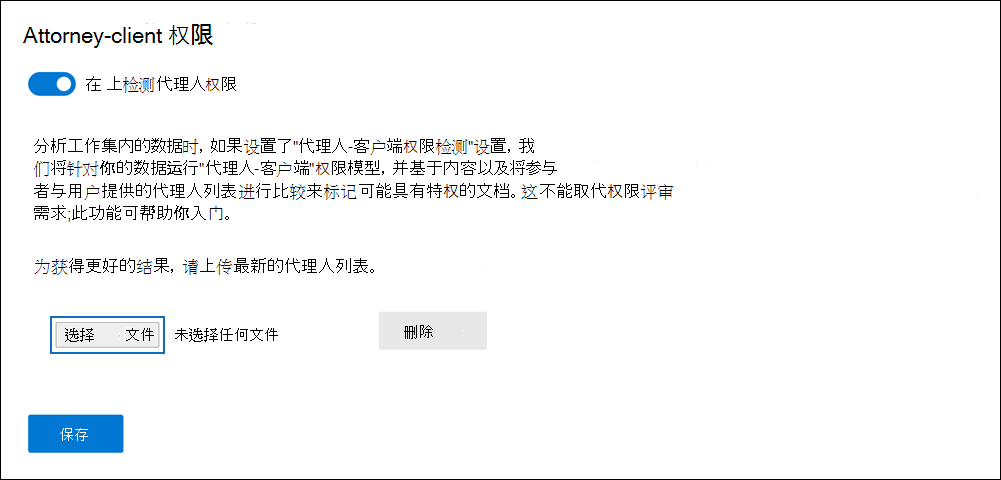 Attorney-client 权限
在 上检测代理人权限
分析工作集内的数据时, 如果设置了"代理人-客户端权限检测"设置, 我
们将针对你的数据运行"代理人-客户端"权限模型, 并基于内容以及将参与
者与用户提供的代理人列表进行比较来标记可能具有特权的文档。这不能取代权限评审
需求;此功能可帮助你入门。
为获得更好的结果, 请上传最新的代理人列表。
选择 文件 未选择任何文件 删除
保存